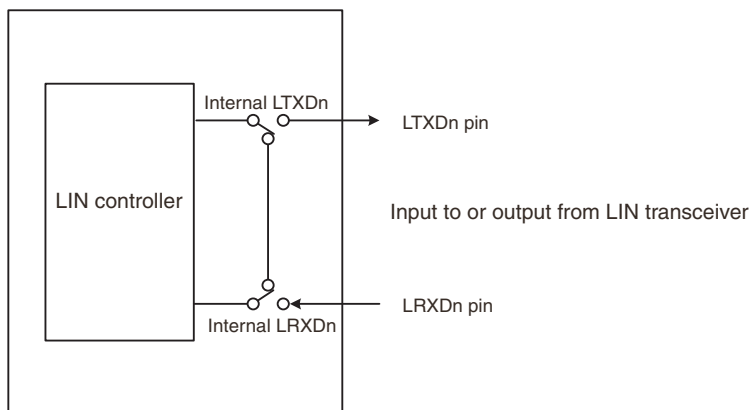 Internal LTXDn
LTXDn pin
LIN controller
Input to or output from LIN transceiver
LRXDn pin
Internal LRXDn